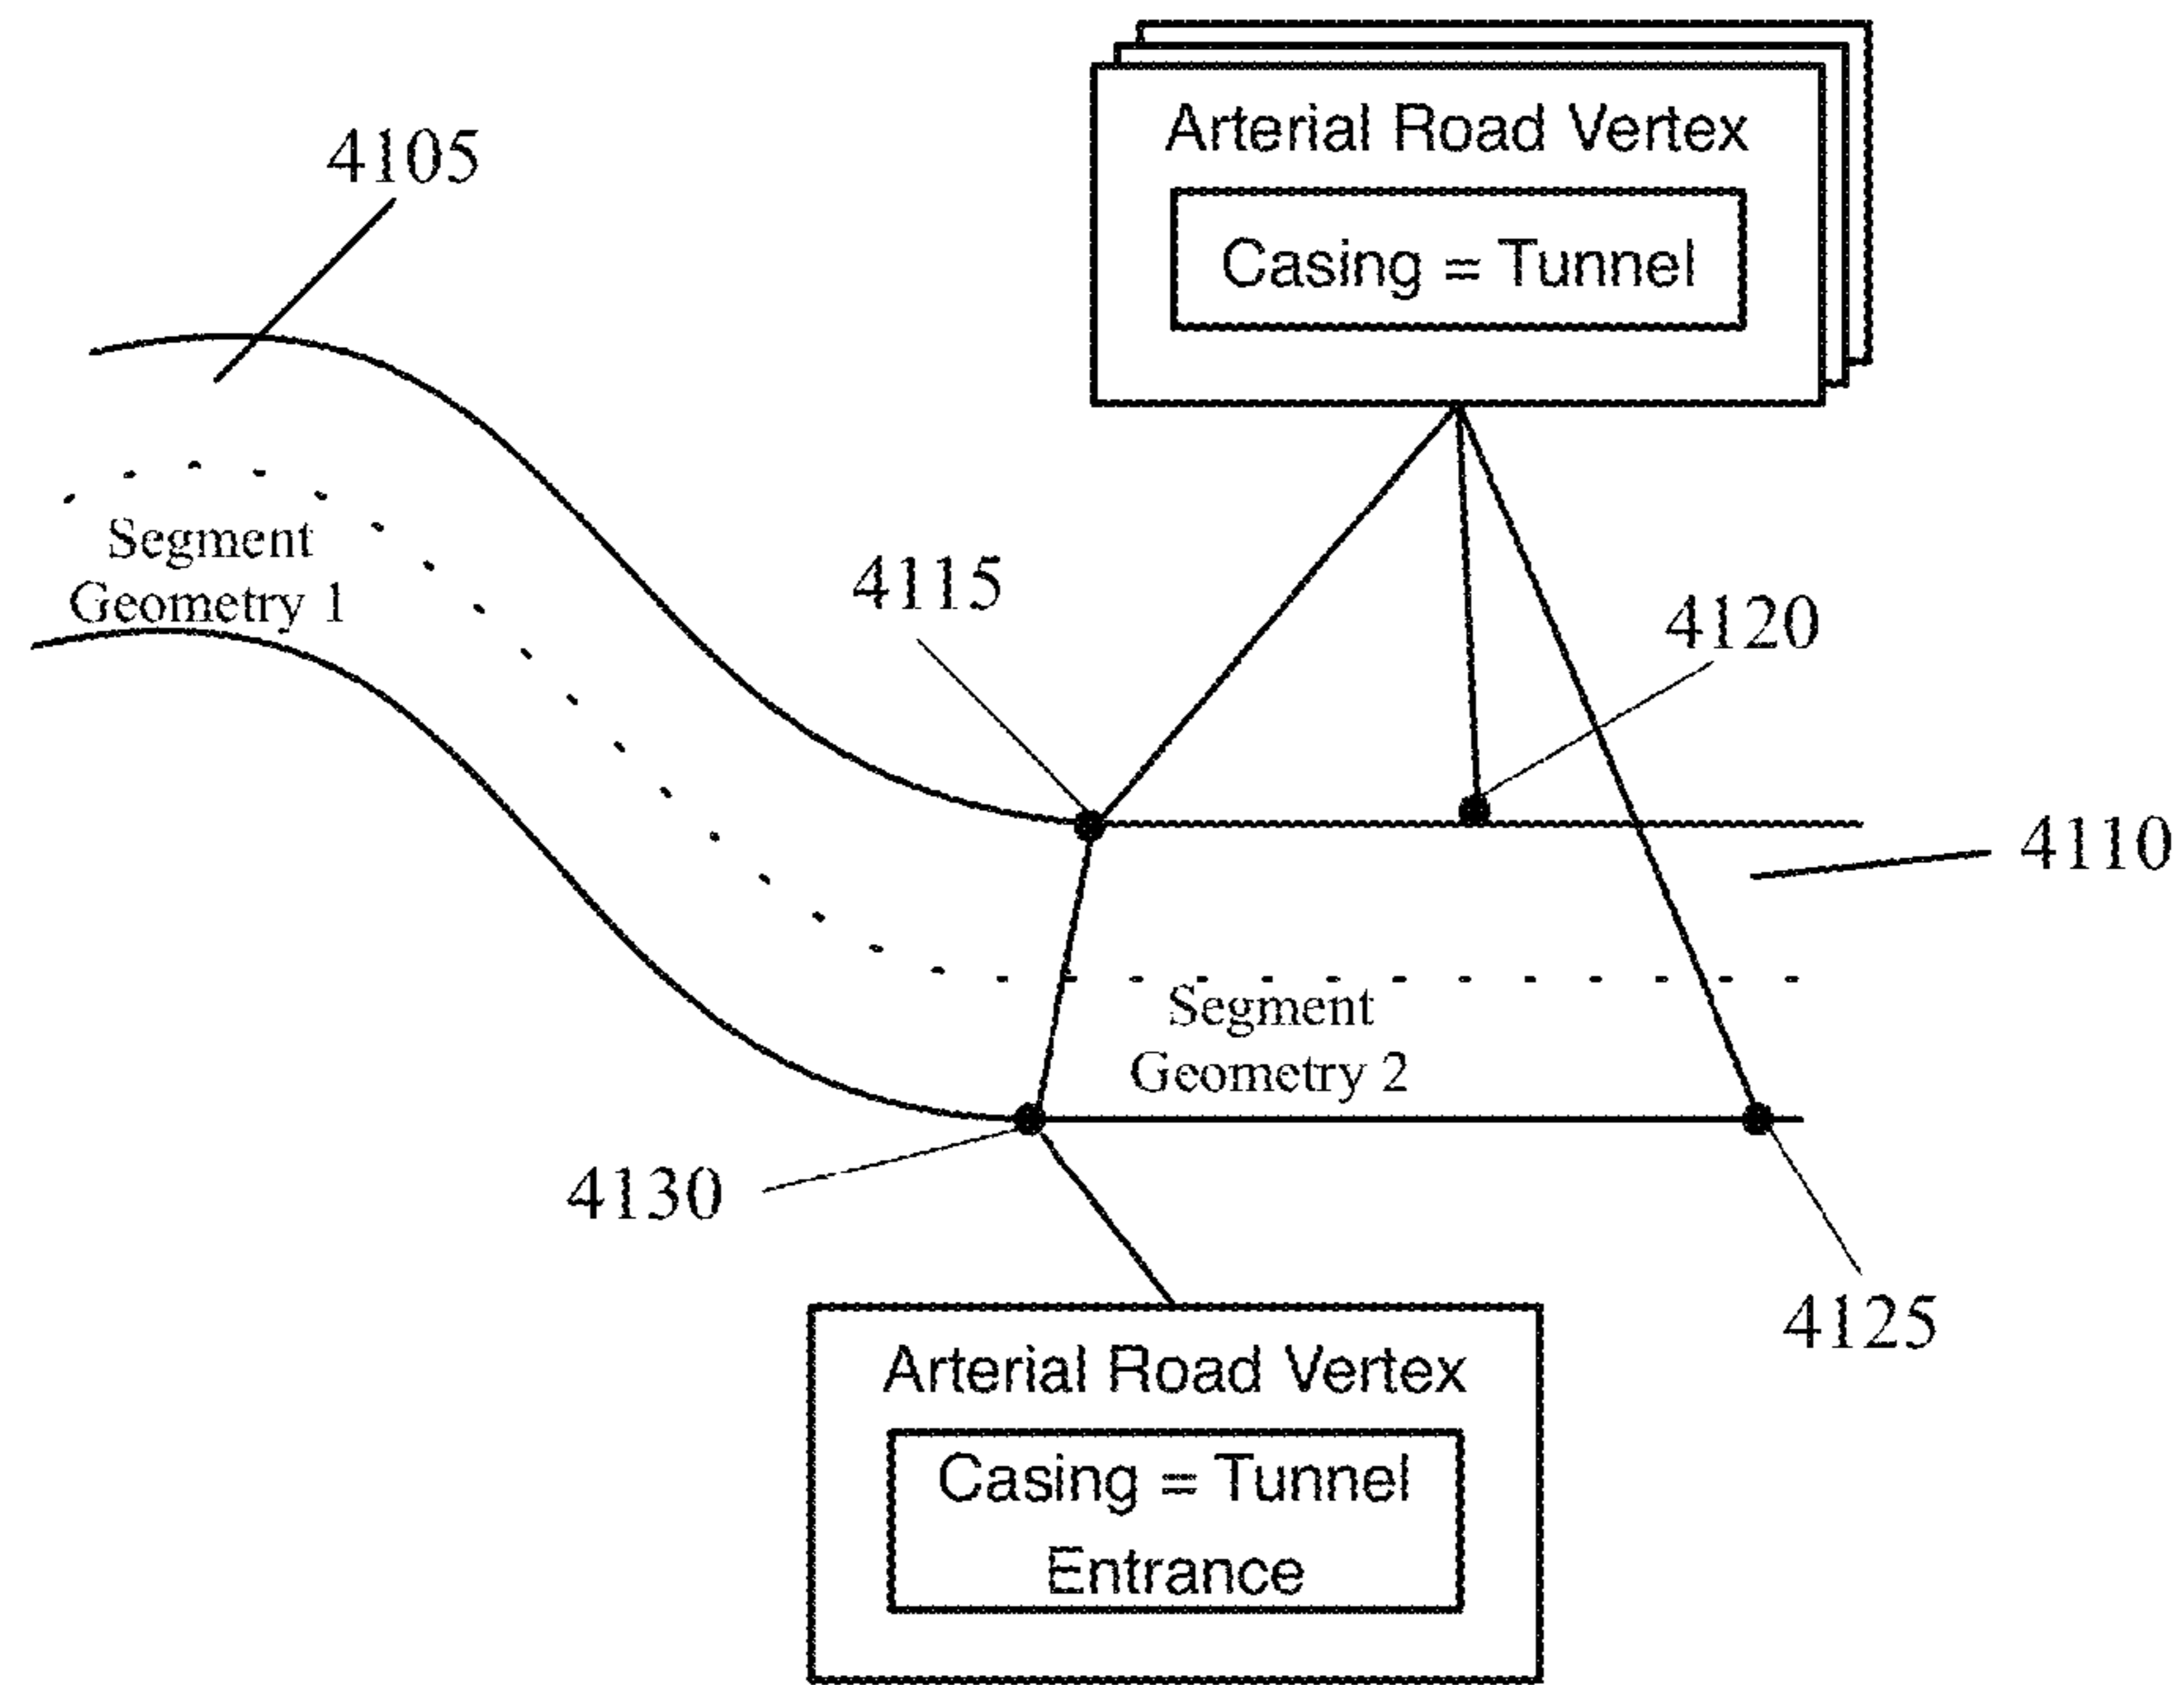 Arterial Road Vertex
Casing = Tunnel
4105
Segment
Geometry 1
4115
4120
4110
Segment
Geometry 2
4130
4125
Arterial Road Vertex
Casing = Tunnel
Entrance